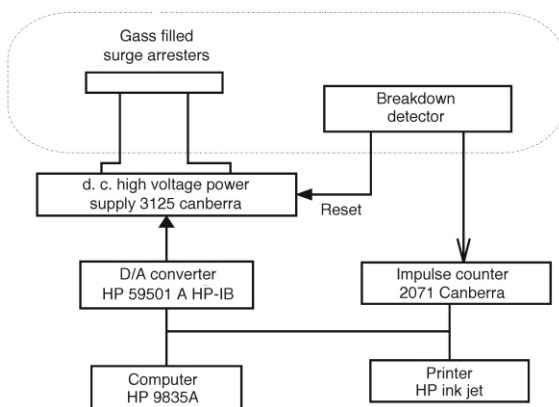 Gass filled
surge arresters
Breakdown
detector
d. c. high voltage power
supply 3125 canberra
Reset
D/A converter
HP 59501 A HP-IB
Impulse counter
2071 Canberra
Computer
HP 9835A
Printer
HP ink jet